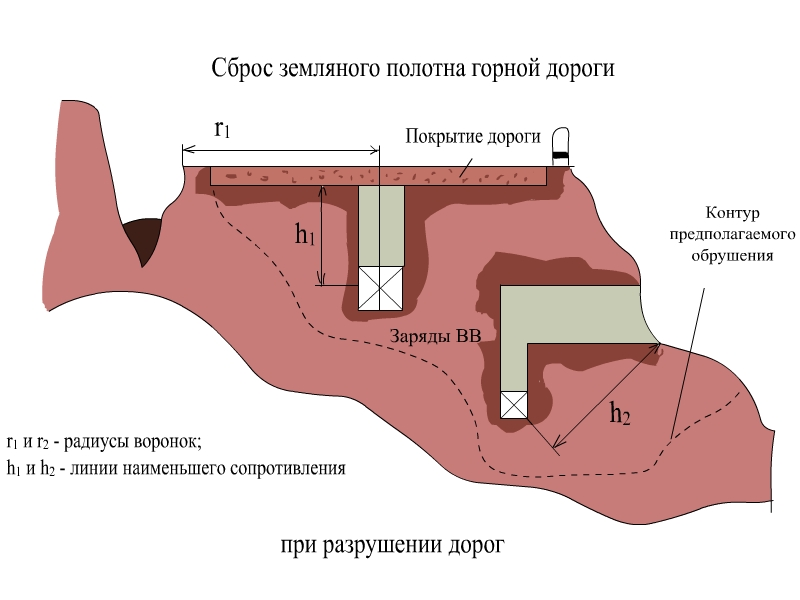 Сброс земляного полотна горной дороги
r1
Покрытие дороги
h1
Контур
предполагаемого
обрушения
Заряды ВВ
h2
r1 и r2 - радиусы воронок;
h1 и h2 - линии наименьшего сопротивления
при разрушении дорог